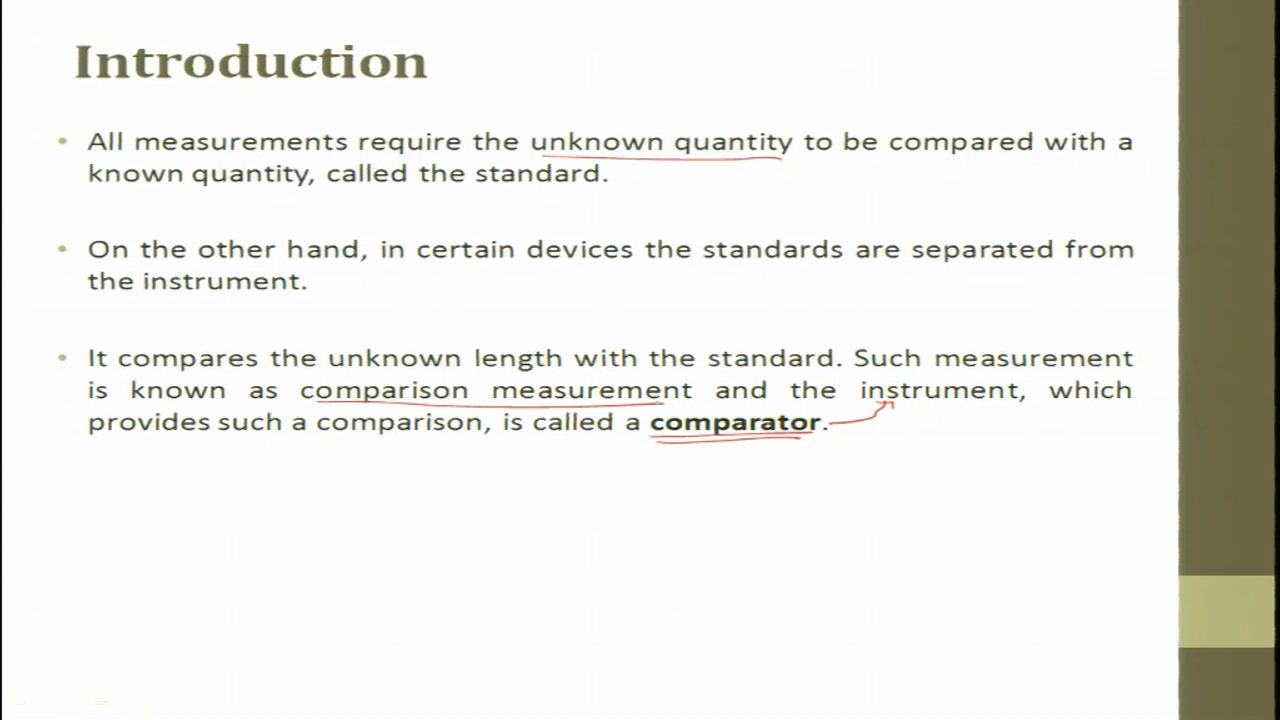 Introduction
• All measurements require the unknown quantity to be compared with a
known quantity, called the standard.
• On the other hand, in certain devices the standards are separated from
the instrument.
• It compares the unknown length with the standard. Such measurement
is known as comparison measurement and the instrument, which
provides such a comparison, is called a comparator.